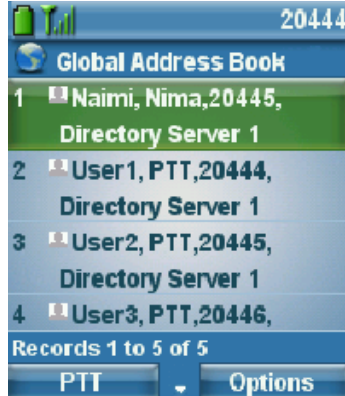 20444
Global Address Book
1 Naimi, Nima,20445,
Directory Server 1
2 User1, PTT,20444,
Directory Server 1
3 User2, PTT,20445,
Directory Server 1
4 User3, PTT,20446,
Records 1 to 5 of 5
PTT Options